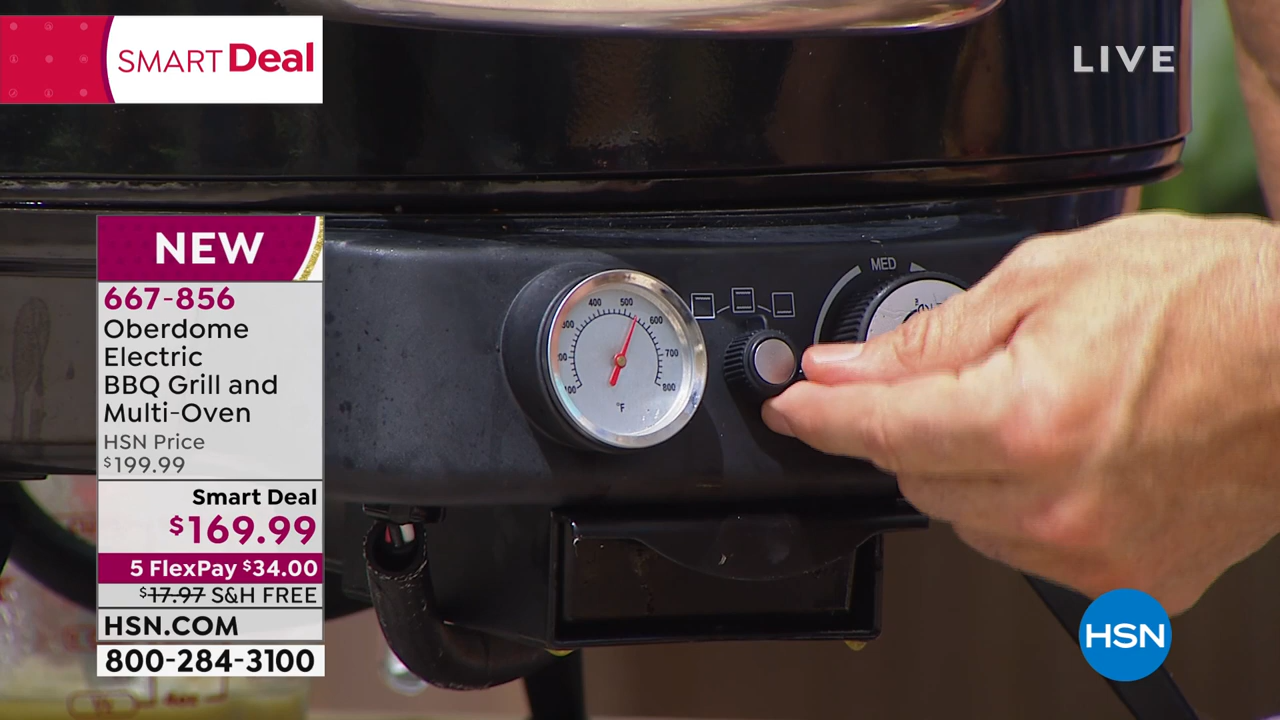 SMART Deal
LIVE
NEW
667-856
Oberdome
Electric
BBQ Grill and
Multi-Oven
HSN Price
$199.99
Smart Deal
$169.99
5 FlexPay $34.00
$17.97 S&H FREE
HSN.COM
800-284-3100
400
500
600
700
800
°F
MED
HSN